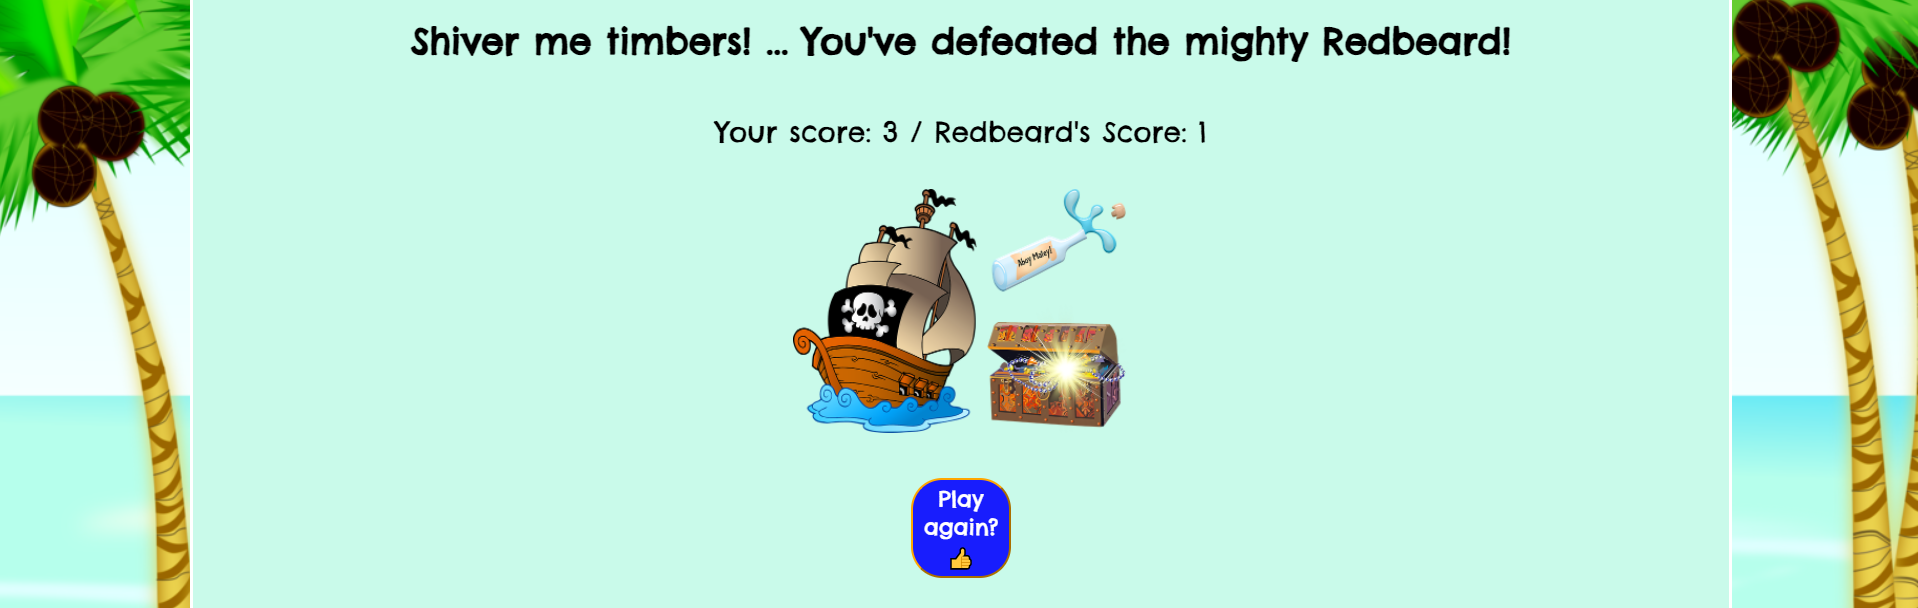 Shiver me timbers! ... You've defeated the mighty Redbeard!
Your score: 3 / Redbeard's Score: 1
Ahoy Matey!
Play
again?